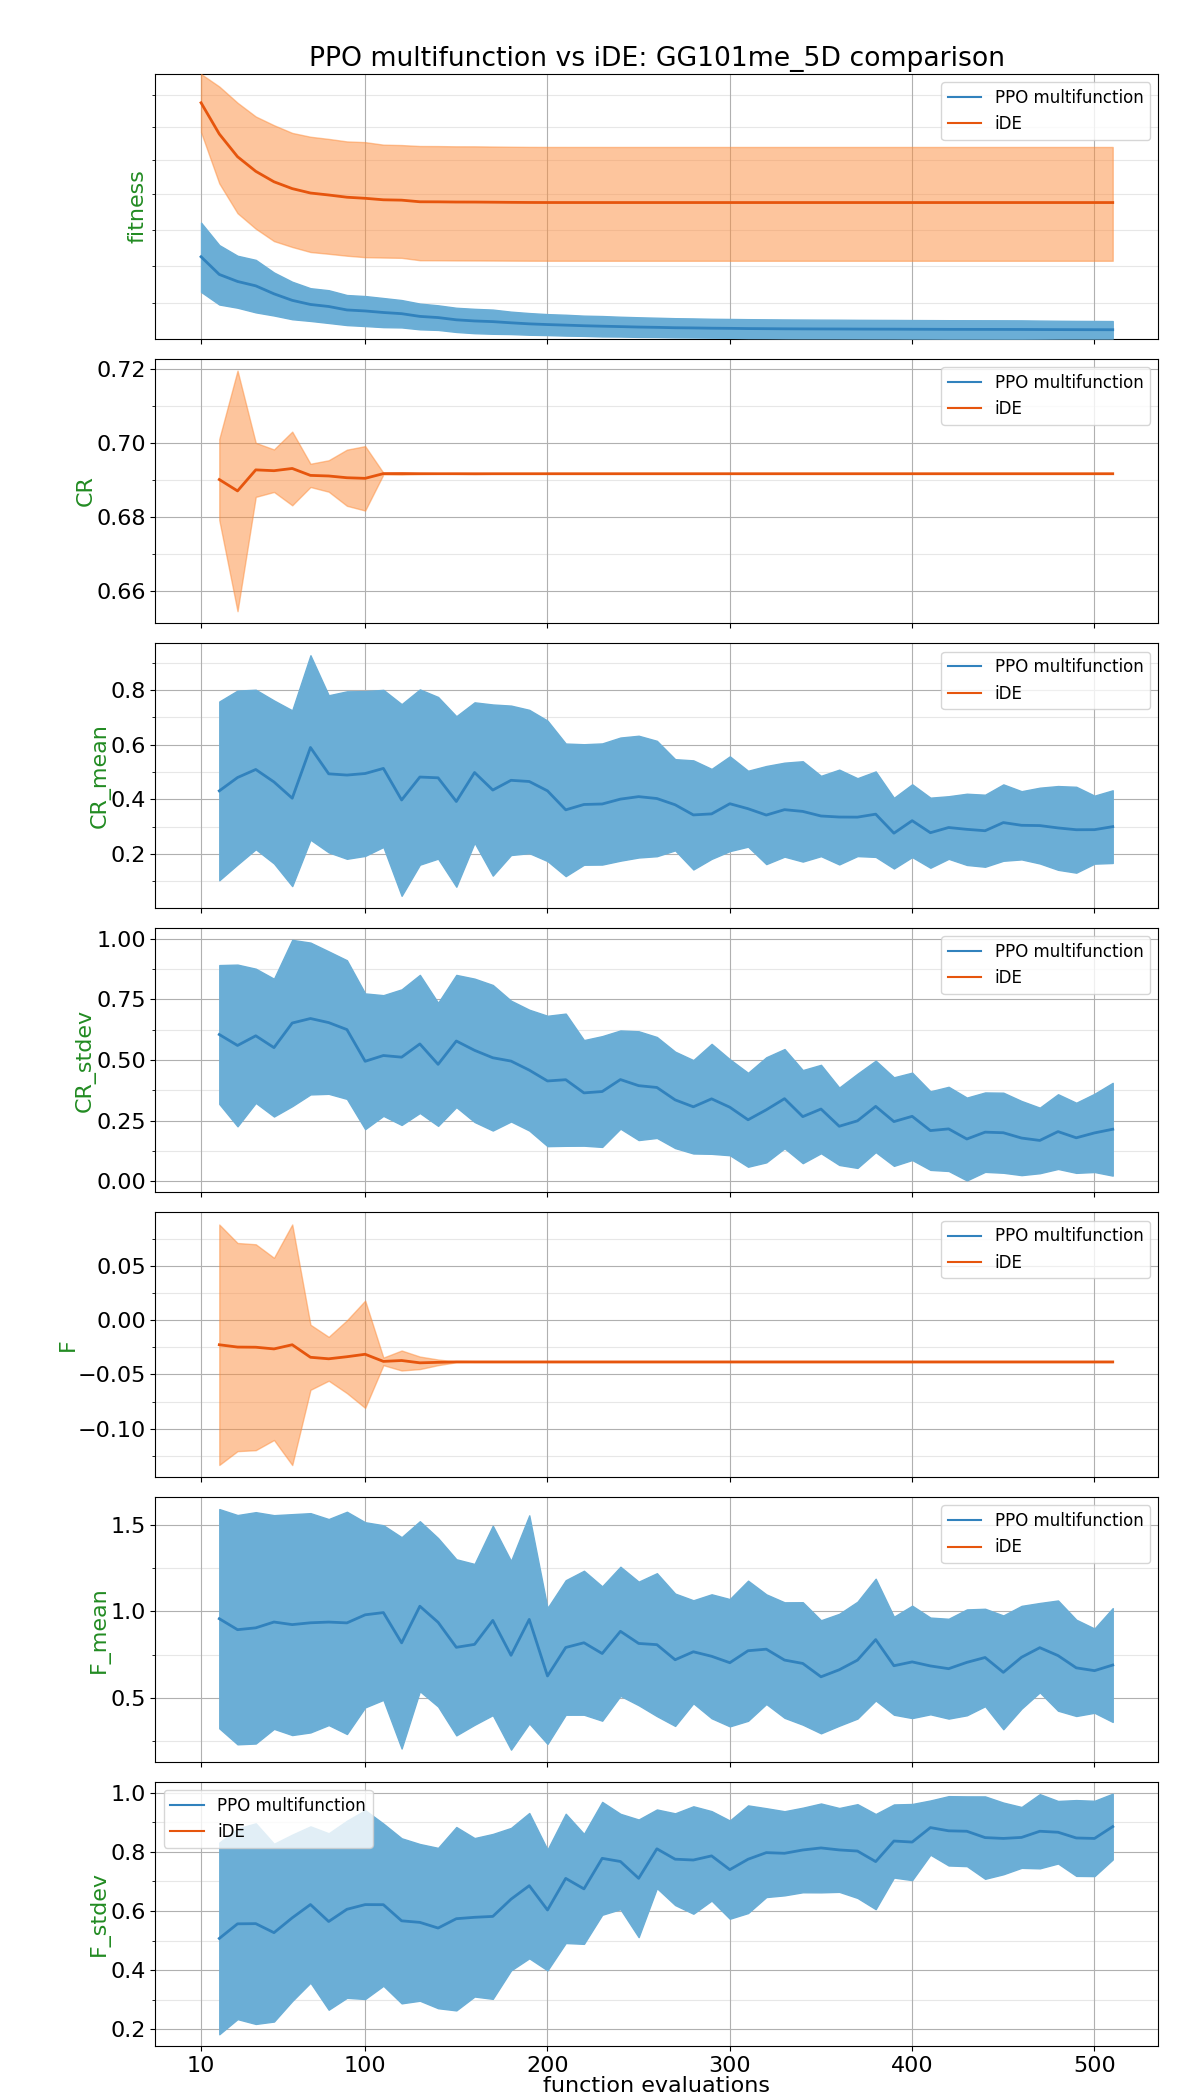 PPO multifunction vs iDE: GG101me_5D comparison
fitness
PPO multifunction
iDE
CR
0.72
0.70
0.68
0.66
PPO multifunction
iDE
CR_mean
0.8
0.6
0.4
0.2
PPO multifunction
iDE
CR_stdev
1.00
0.75
0.50
0.25
0.00
PPO multifunction
iDE
F
0.05
0.00
−0.05
−0.10
PPO multifunction
iDE
F_mean
1.5
1.0
0.5
PPO multifunction
iDE
F_stdev
1.0
0.8
0.6
0.4
0.2
PPO multifunction
iDE
10 100 200 300 400 500
function evaluations